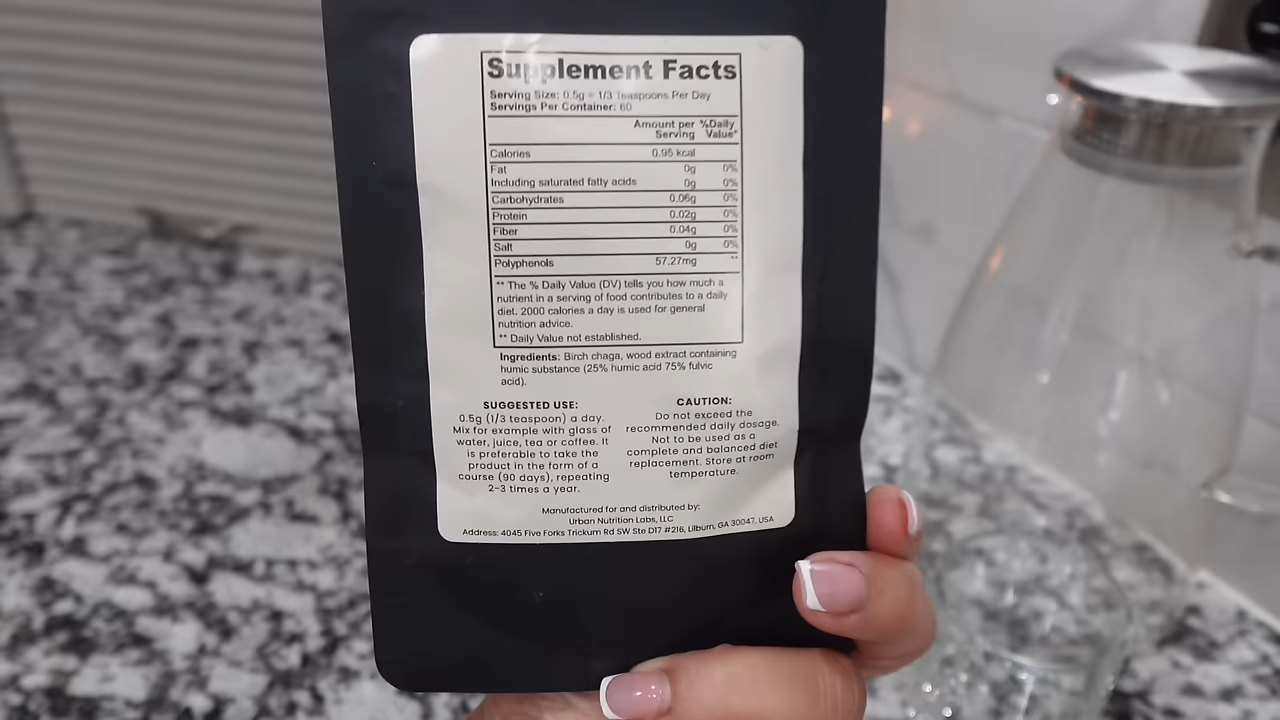 Supplement Facts
Serving Size: 0.5g = 1/3 Teaspoons Per Day
Servings Per Container: 60
Amount per %Daily
Serving Value*
Calories 0.95 kcal
Fat 0g 0%
Including saturated fatty acids 0g 0%
Carbohydrates 0.06g 0%
Protein 0.02g 0%
Fiber 0.04g 0%
Salt 0g 0%
Polyphenols 57.27mg **
** The % Daily Value (DV) tells you how much a
nutrient in a serving of food contributes to a daily
diet. 2000 calories a day is used for general
nutrition advice.
** Daily Value not established.
Ingredients: Birch chaga, wood extract containing
humic substance (25% humic acid 75% fulvic
acid).
SUGGESTED USE:
0.5g (1/3 teaspoon) a day.
Mix for example with glass of
water, juice, tea or coffee. It
is preferable to take the
product in the form of a
course (90 days), repeating
2-3 times a year.
CAUTION:
Do not exceed the
recommended daily dosage.
Not to be used as a
complete and balanced diet
replacement. Store at room
temperature.
Manufactured for and distributed by:
Urban Nutrition Labs, LLC
Address: 4045 Five Forks Trickum Rd SW Ste D17 #216, Lilburn, GA 30047, USA